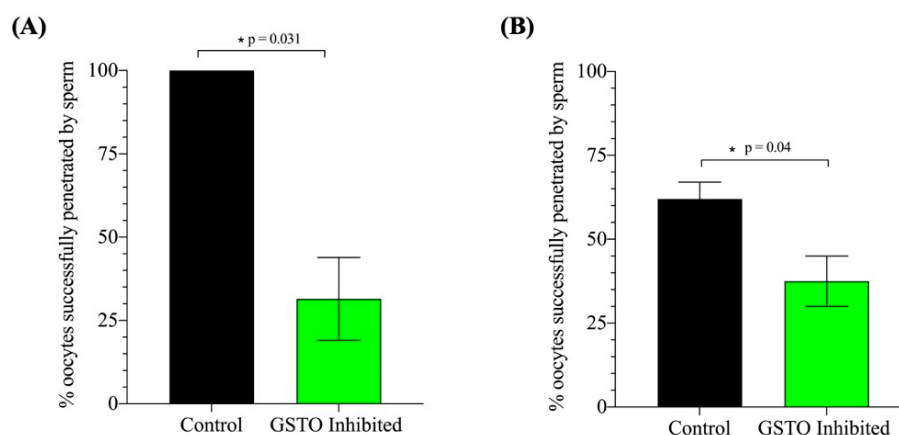 (A)
* p = 0.031
% oocytes successfully penetrated by sperm
100
75
50
25
0
Control
GSTO Inhibited
(B)
* p = 0.04
% oocytes successfully penetrated by sperm
100
75
50
25
0
Control
GSTO Inhibited